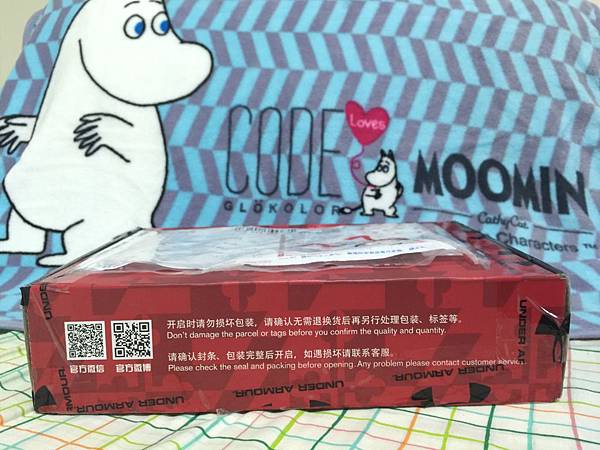 CODE
Loves
GLÖKOLOR
MOOMIN
CathyCat
Characters™
开启时请勿损坏包装，请确认无需退换货后再另行处理包装、标签等。
Don't damage the parcel or tags before you confirm the quality and quantity.
请确认封条、包装完整后开启，如遇损坏请联系客服。
Please check the seal and packing before opening. Any problem please contact customer service.
官方微信 官方微博
UNDER ARMOUR
UNDER ARMOUR
UNDER AR